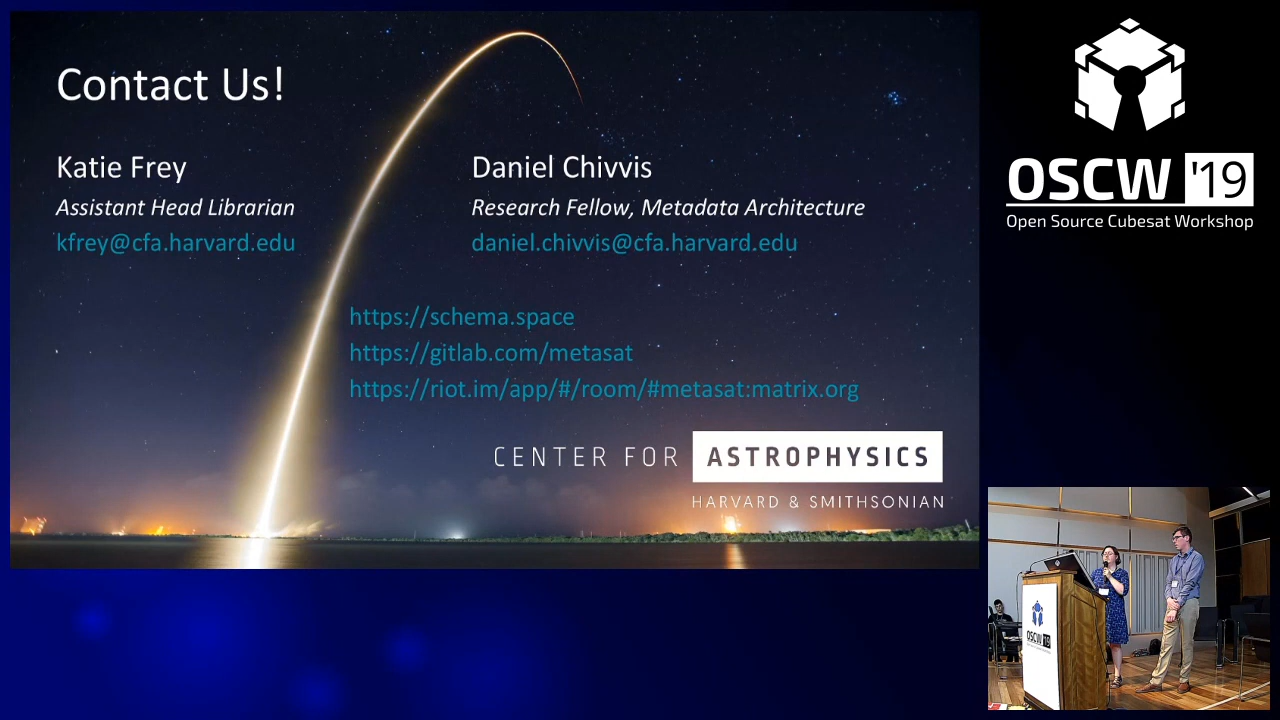 Contact Us!
Katie Frey
Assistant Head Librarian
kfrey@cfa.harvard.edu
Daniel Chivvis
Research Fellow, Metadata Architecture
daniel.chivvis@cfa.harvard.edu
https://schema.space
https://gitlab.com/metasat
https://riot.im/app/#/room/#metasat:matrix.org
CENTER FOR ASTROPHYSICS
HARVARD & SMITHSONIAN
OSCW '19
Open Source Cubesat Workshop
OSCW 19